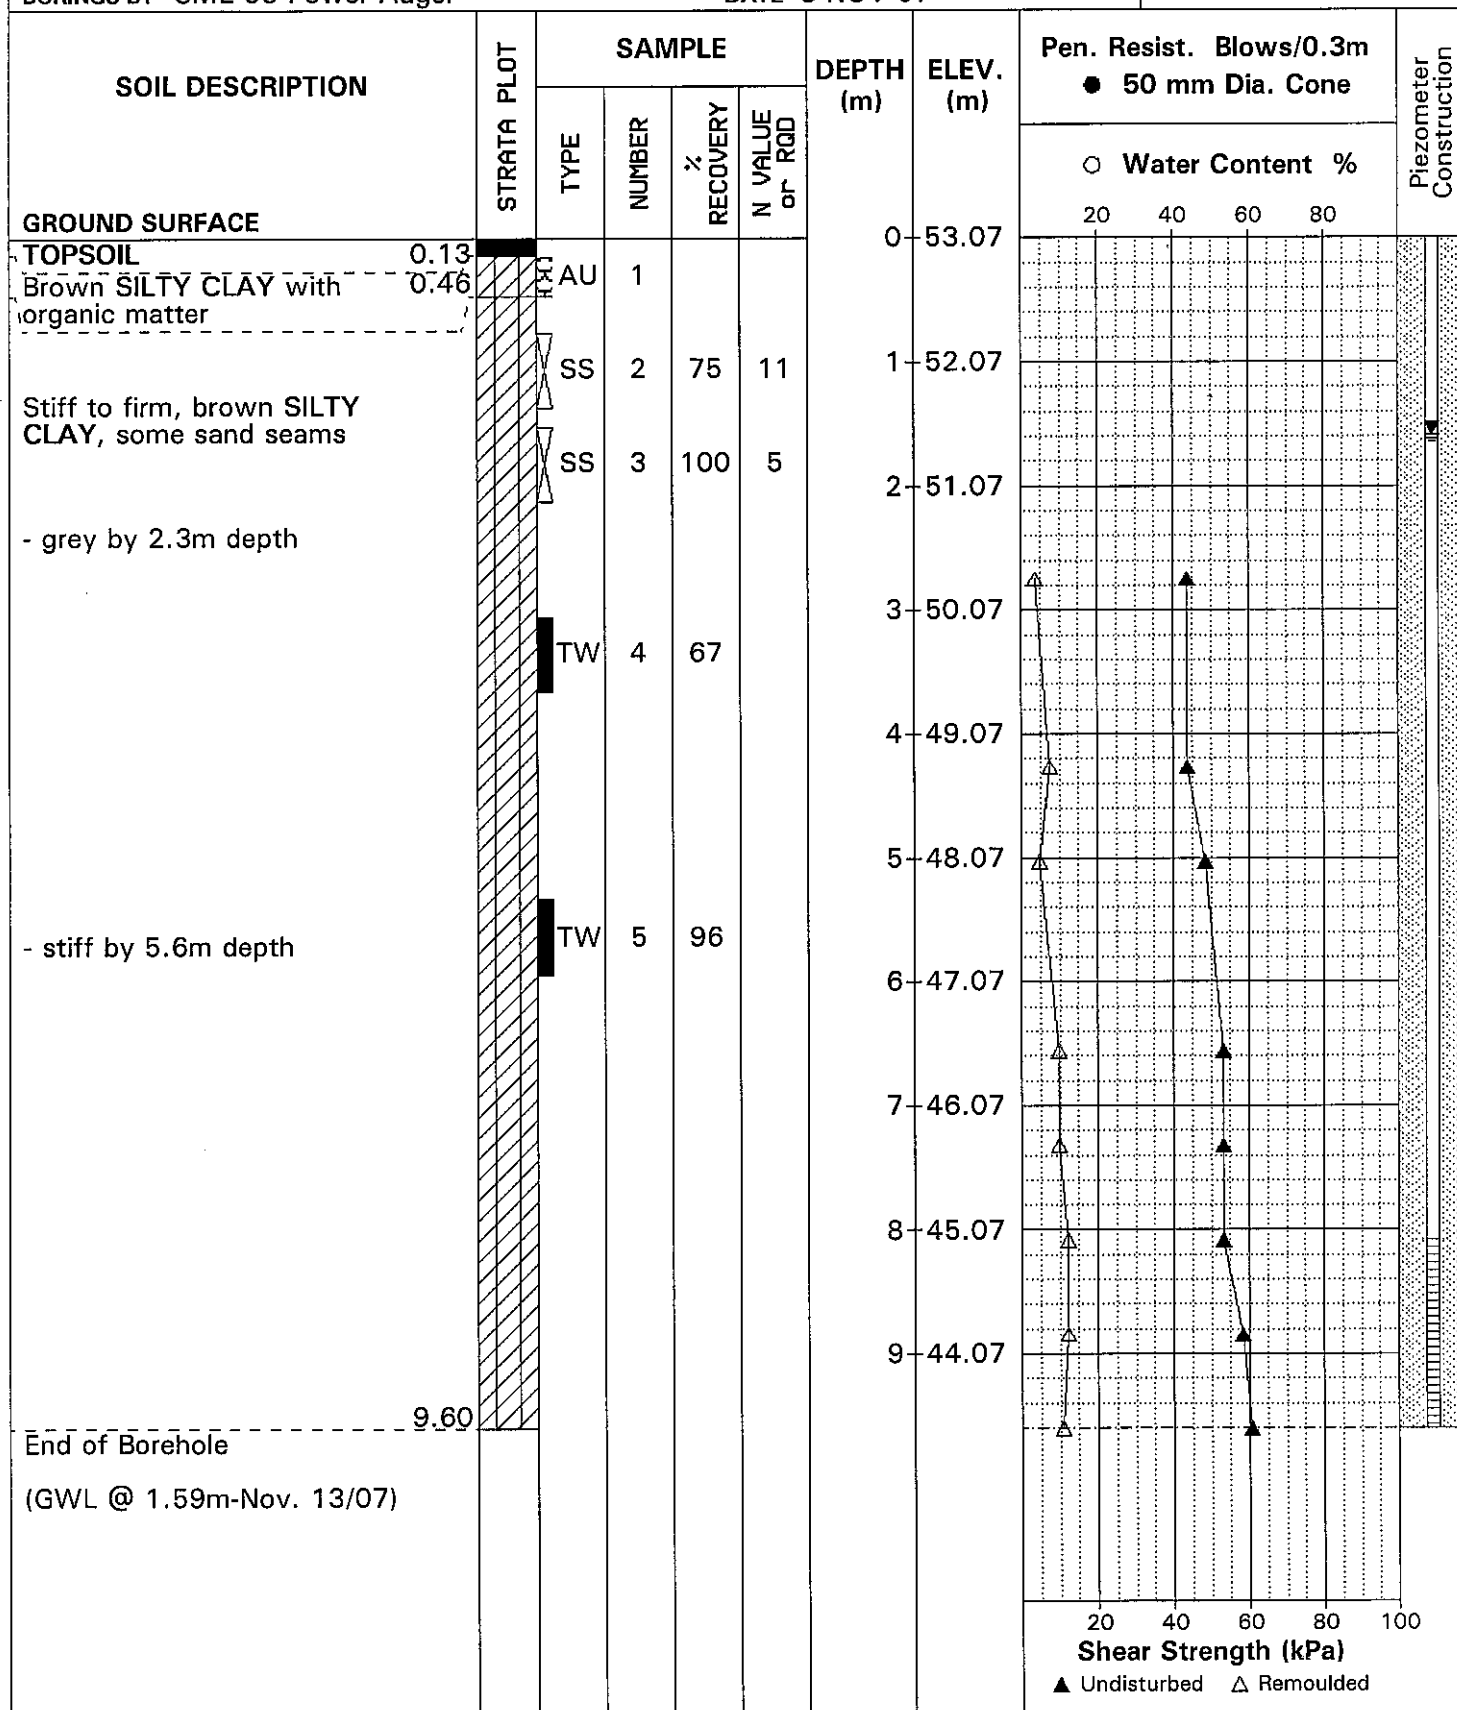 SOIL DESCRIPTION
GROUND SURFACE
STRATA PLOT
SAMPLE
TYPE
NUMBER
% RECOVERY
N VALUE or RQD
DEPTH (m)
ELEV. (m)
Pen. Resist. Blows/0.3m
● 50 mm Dia. Cone
○ Water Content %
20 40 60 80
Piezometer Construction
TOPSOIL 0.13
Brown SILTY CLAY with 0.46
organic matter
AU 1
0 53.07
SS 2 75 11
1 52.07
Stiff to firm, brown SILTY
CLAY, some sand seams
SS 3 100 5
2 51.07
- grey by 2.3m depth
3 50.07
TW 4 67
4 49.07
5 48.07
- stiff by 5.6m depth
TW 5 96
6 47.07
7 46.07
8 45.07
9 44.07
9.60
End of Borehole
(GWL @ 1.59m-Nov. 13/07)
20 40 60 80 100
Shear Strength (kPa)
▲ Undisturbed △ Remoulded